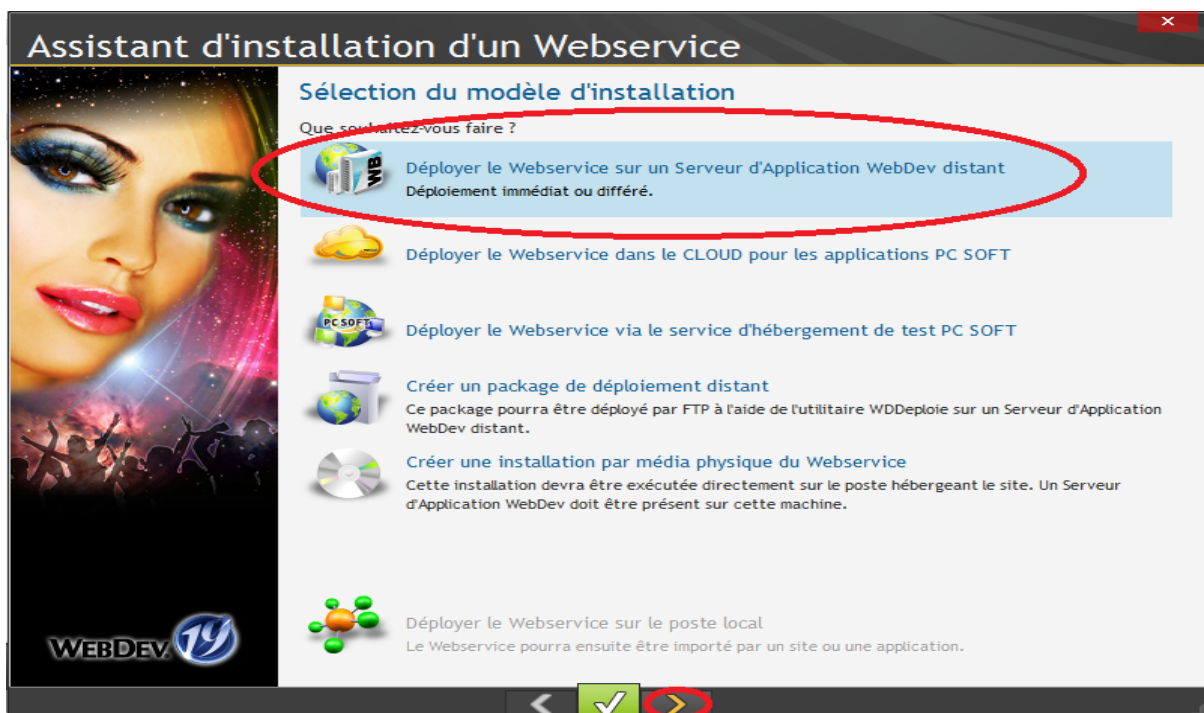 Assistant d'installation d'un Webservice
Sélection du modèle d'installation
Que souhaitez-vous faire ?
Déployer le Webservice sur un Serveur d'Application WebDev distant
Déploiement immédiat ou différé.
Déployer le Webservice dans le CLOUD pour les applications PC SOFT
Déployer le Webservice via le service d'hébergement de test PC SOFT
Créer un package de déploiement distant
Ce package pourra être déployé par FTP à l'aide de l'utilitaire WDDeploie sur un Serveur d'Application
WebDev distant.
Créer une installation par média physique du Webservice
Cette installation devra être exécutée directement sur le poste hébergeant le site. Un Serveur
d'Application WebDev doit être présent sur cette machine.
Déployer le Webservice sur le poste local
Le Webservice pourra ensuite être importé par un site ou une application.
WB
PC SOFT
WEBDEV 19